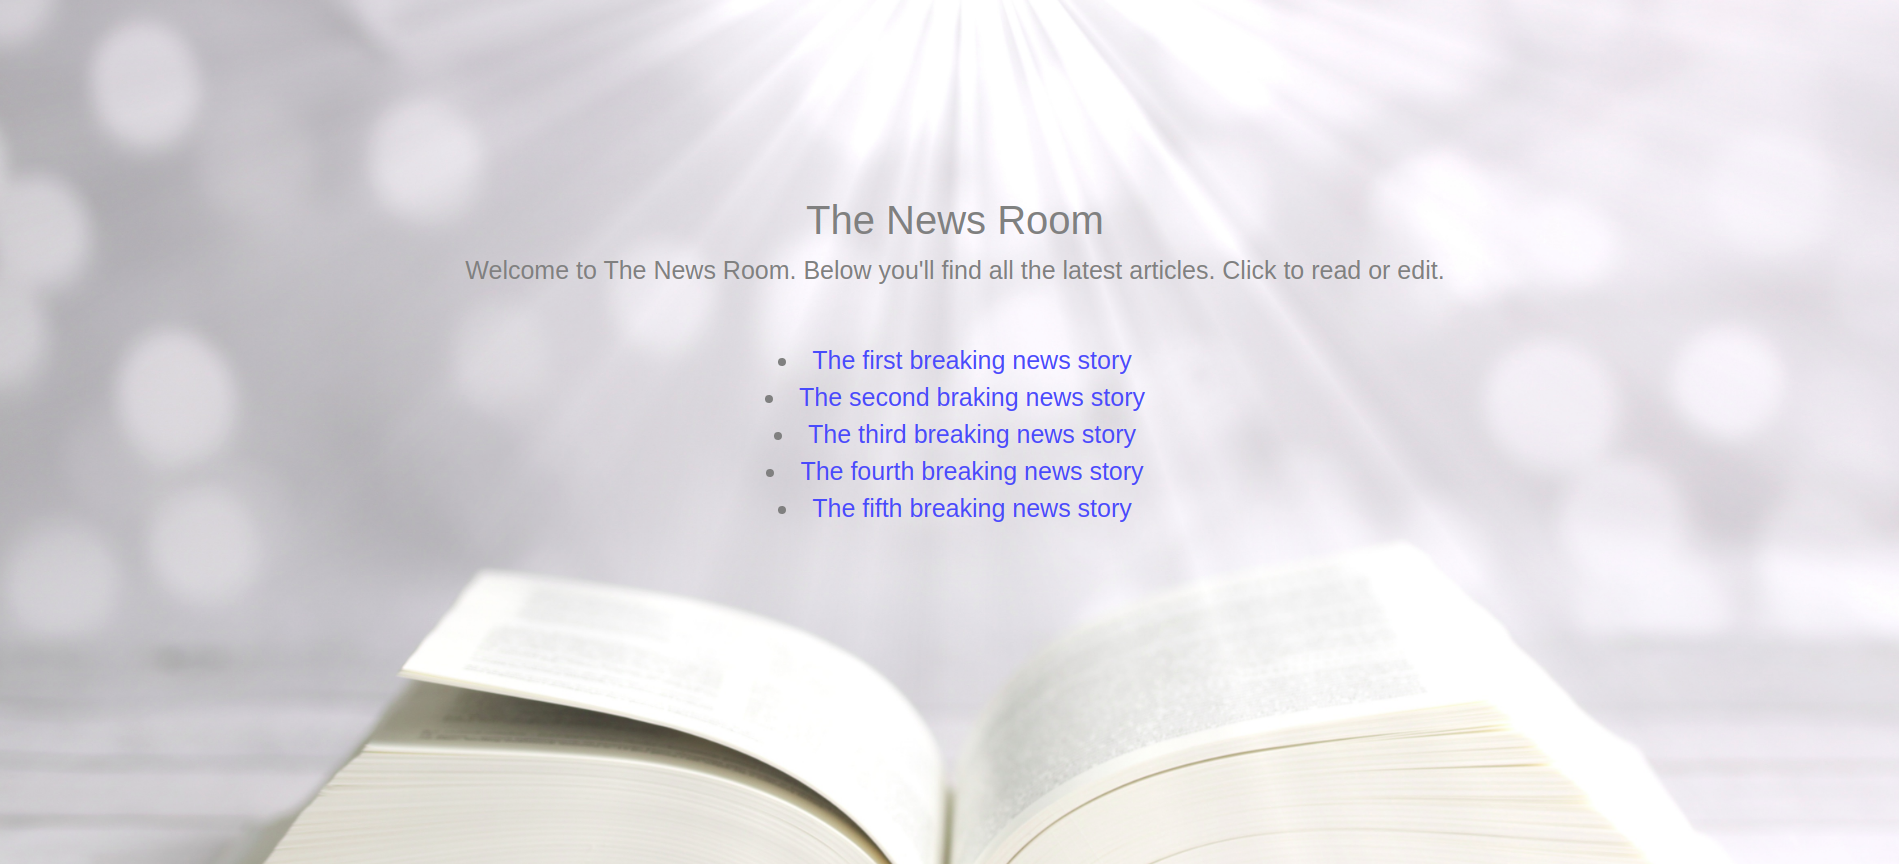 The News Room
Welcome to The News Room. Below you'll find all the latest articles. Click to read or edit.
The first breaking news story
The second braking news story
The third breaking news story
The fourth breaking news story
The fifth breaking news story